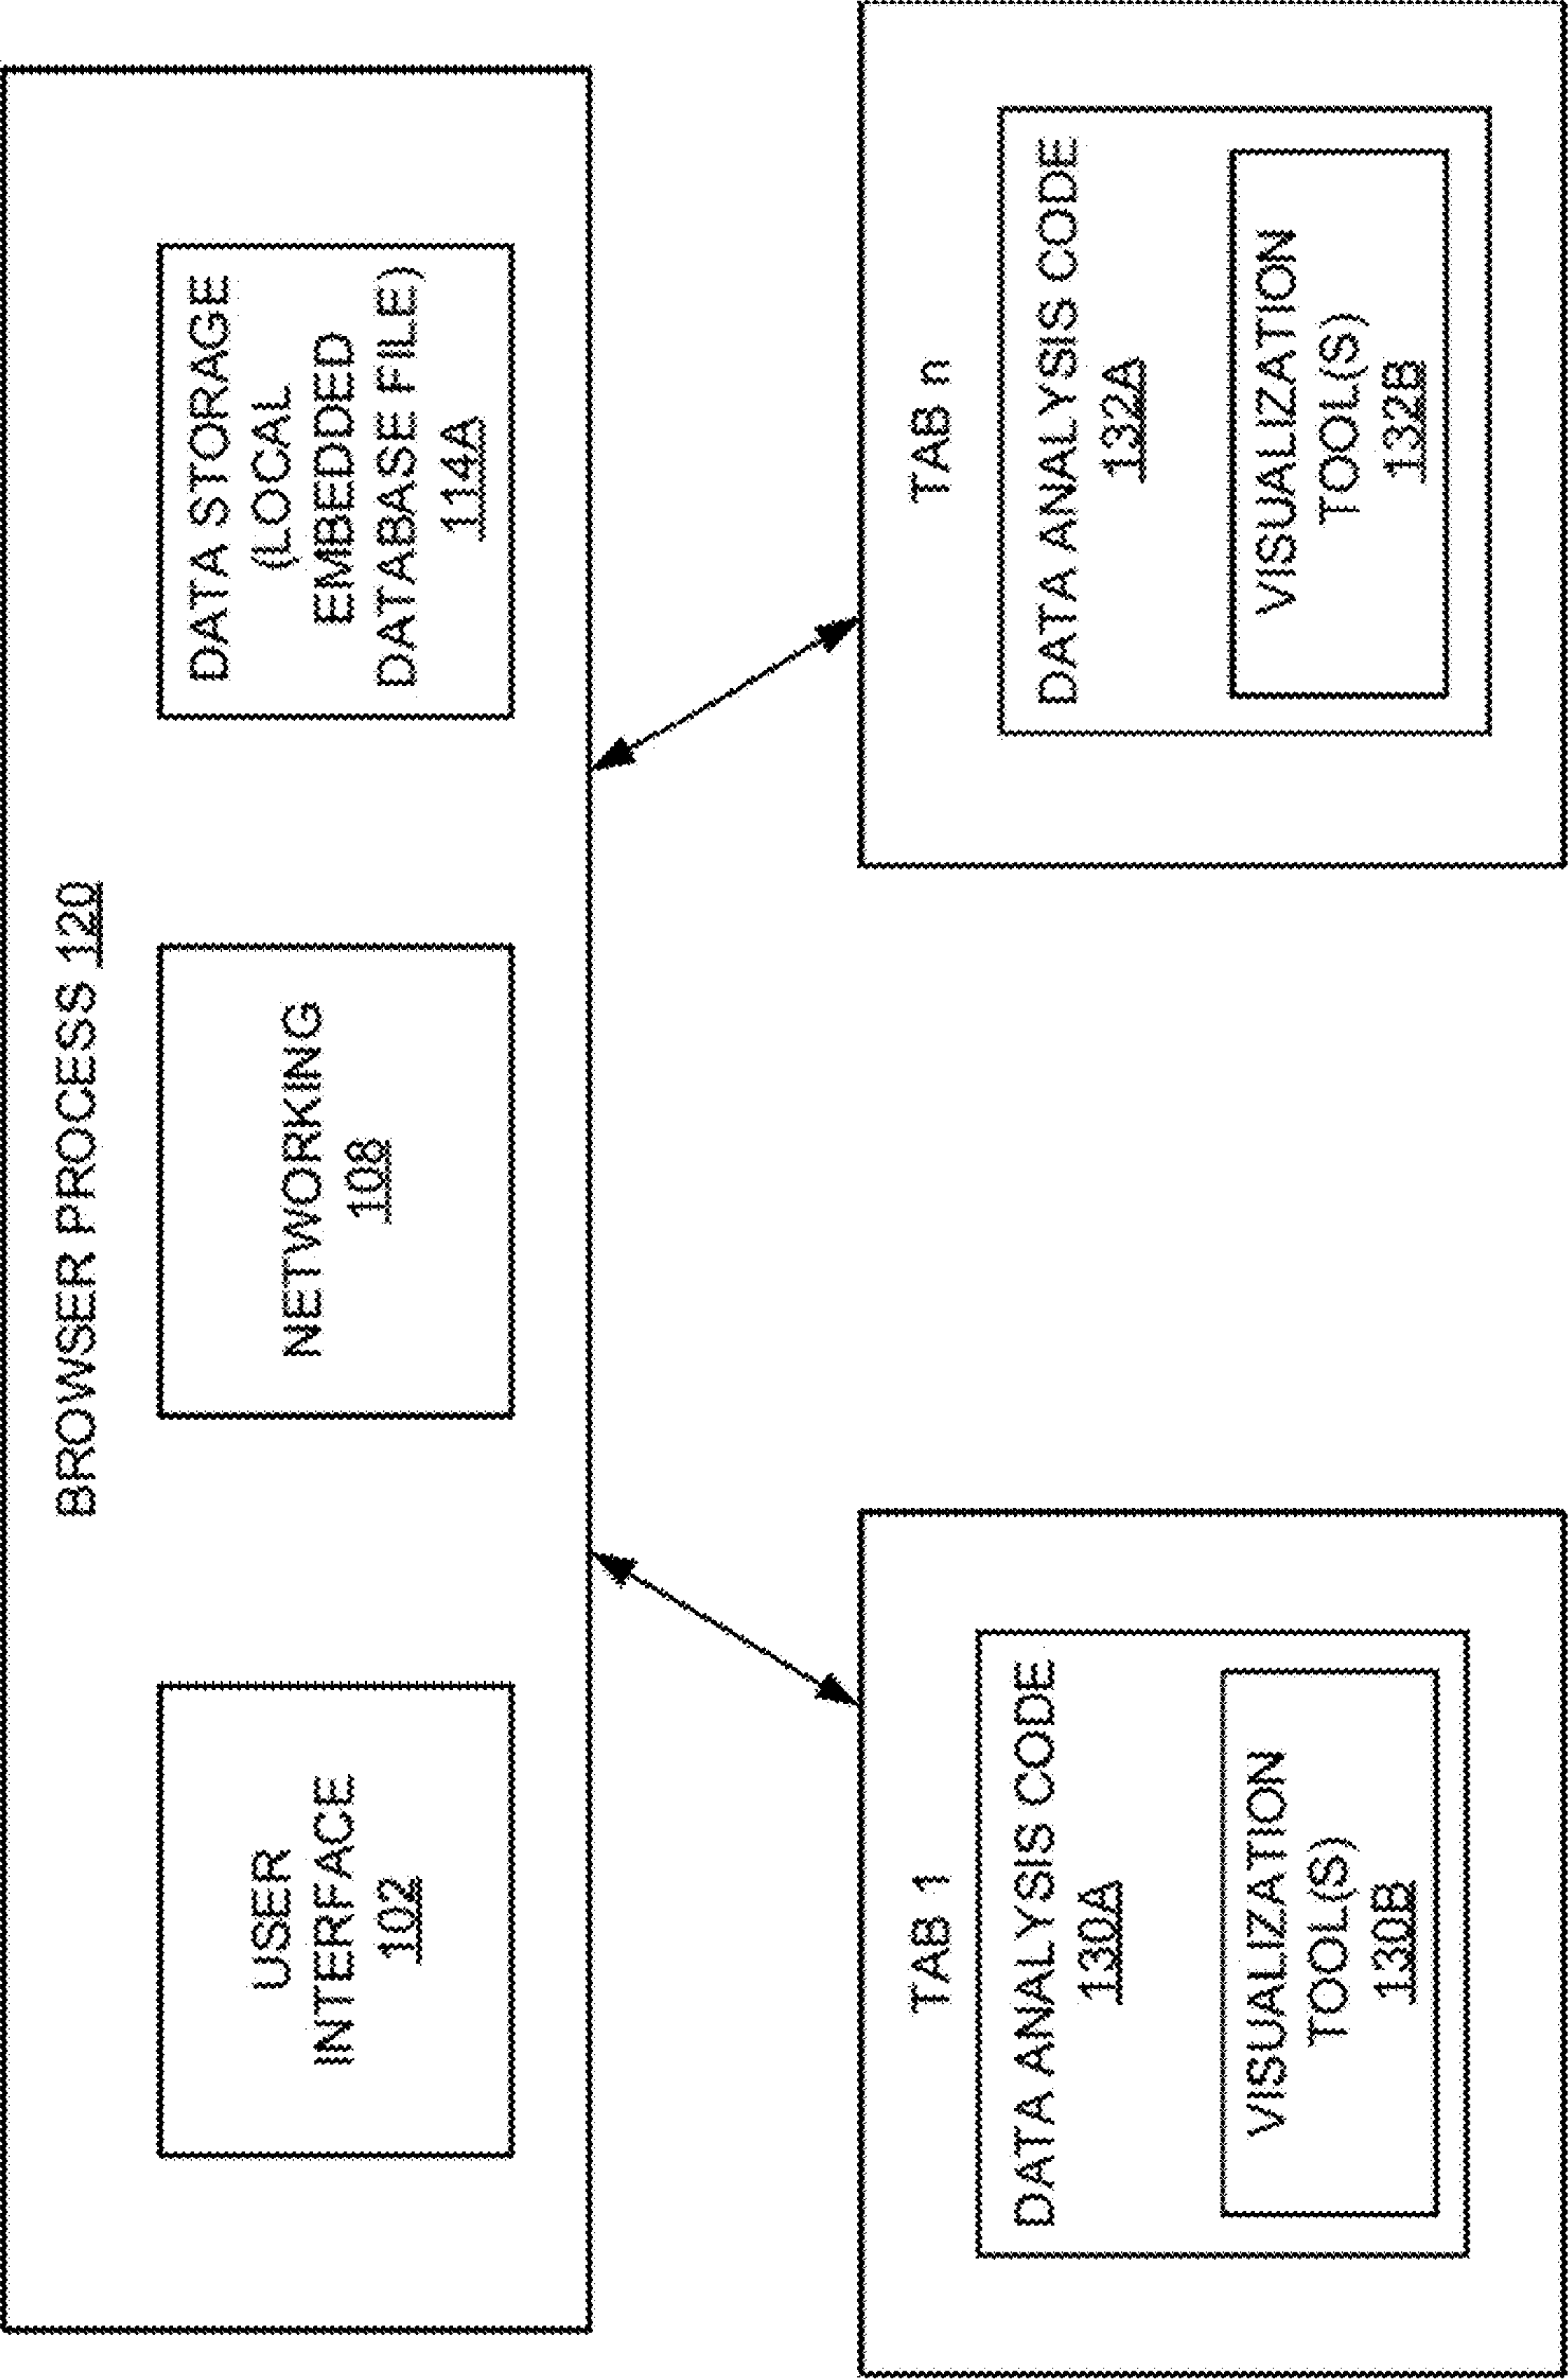 BROWSER PROCESS 120
USER
INTERFACE
102
NETWORKING
108
DATA STORAGE
(LOCAL
EMBEDDED
DATABASE FILE)
114A
TAB 1
DATA ANALYSIS CODE
130A
VISUALIZATION
TOOL(S)
130B
TAB n
DATA ANALYSIS CODE
132A
VISUALIZATION
TOOL(S)
132B